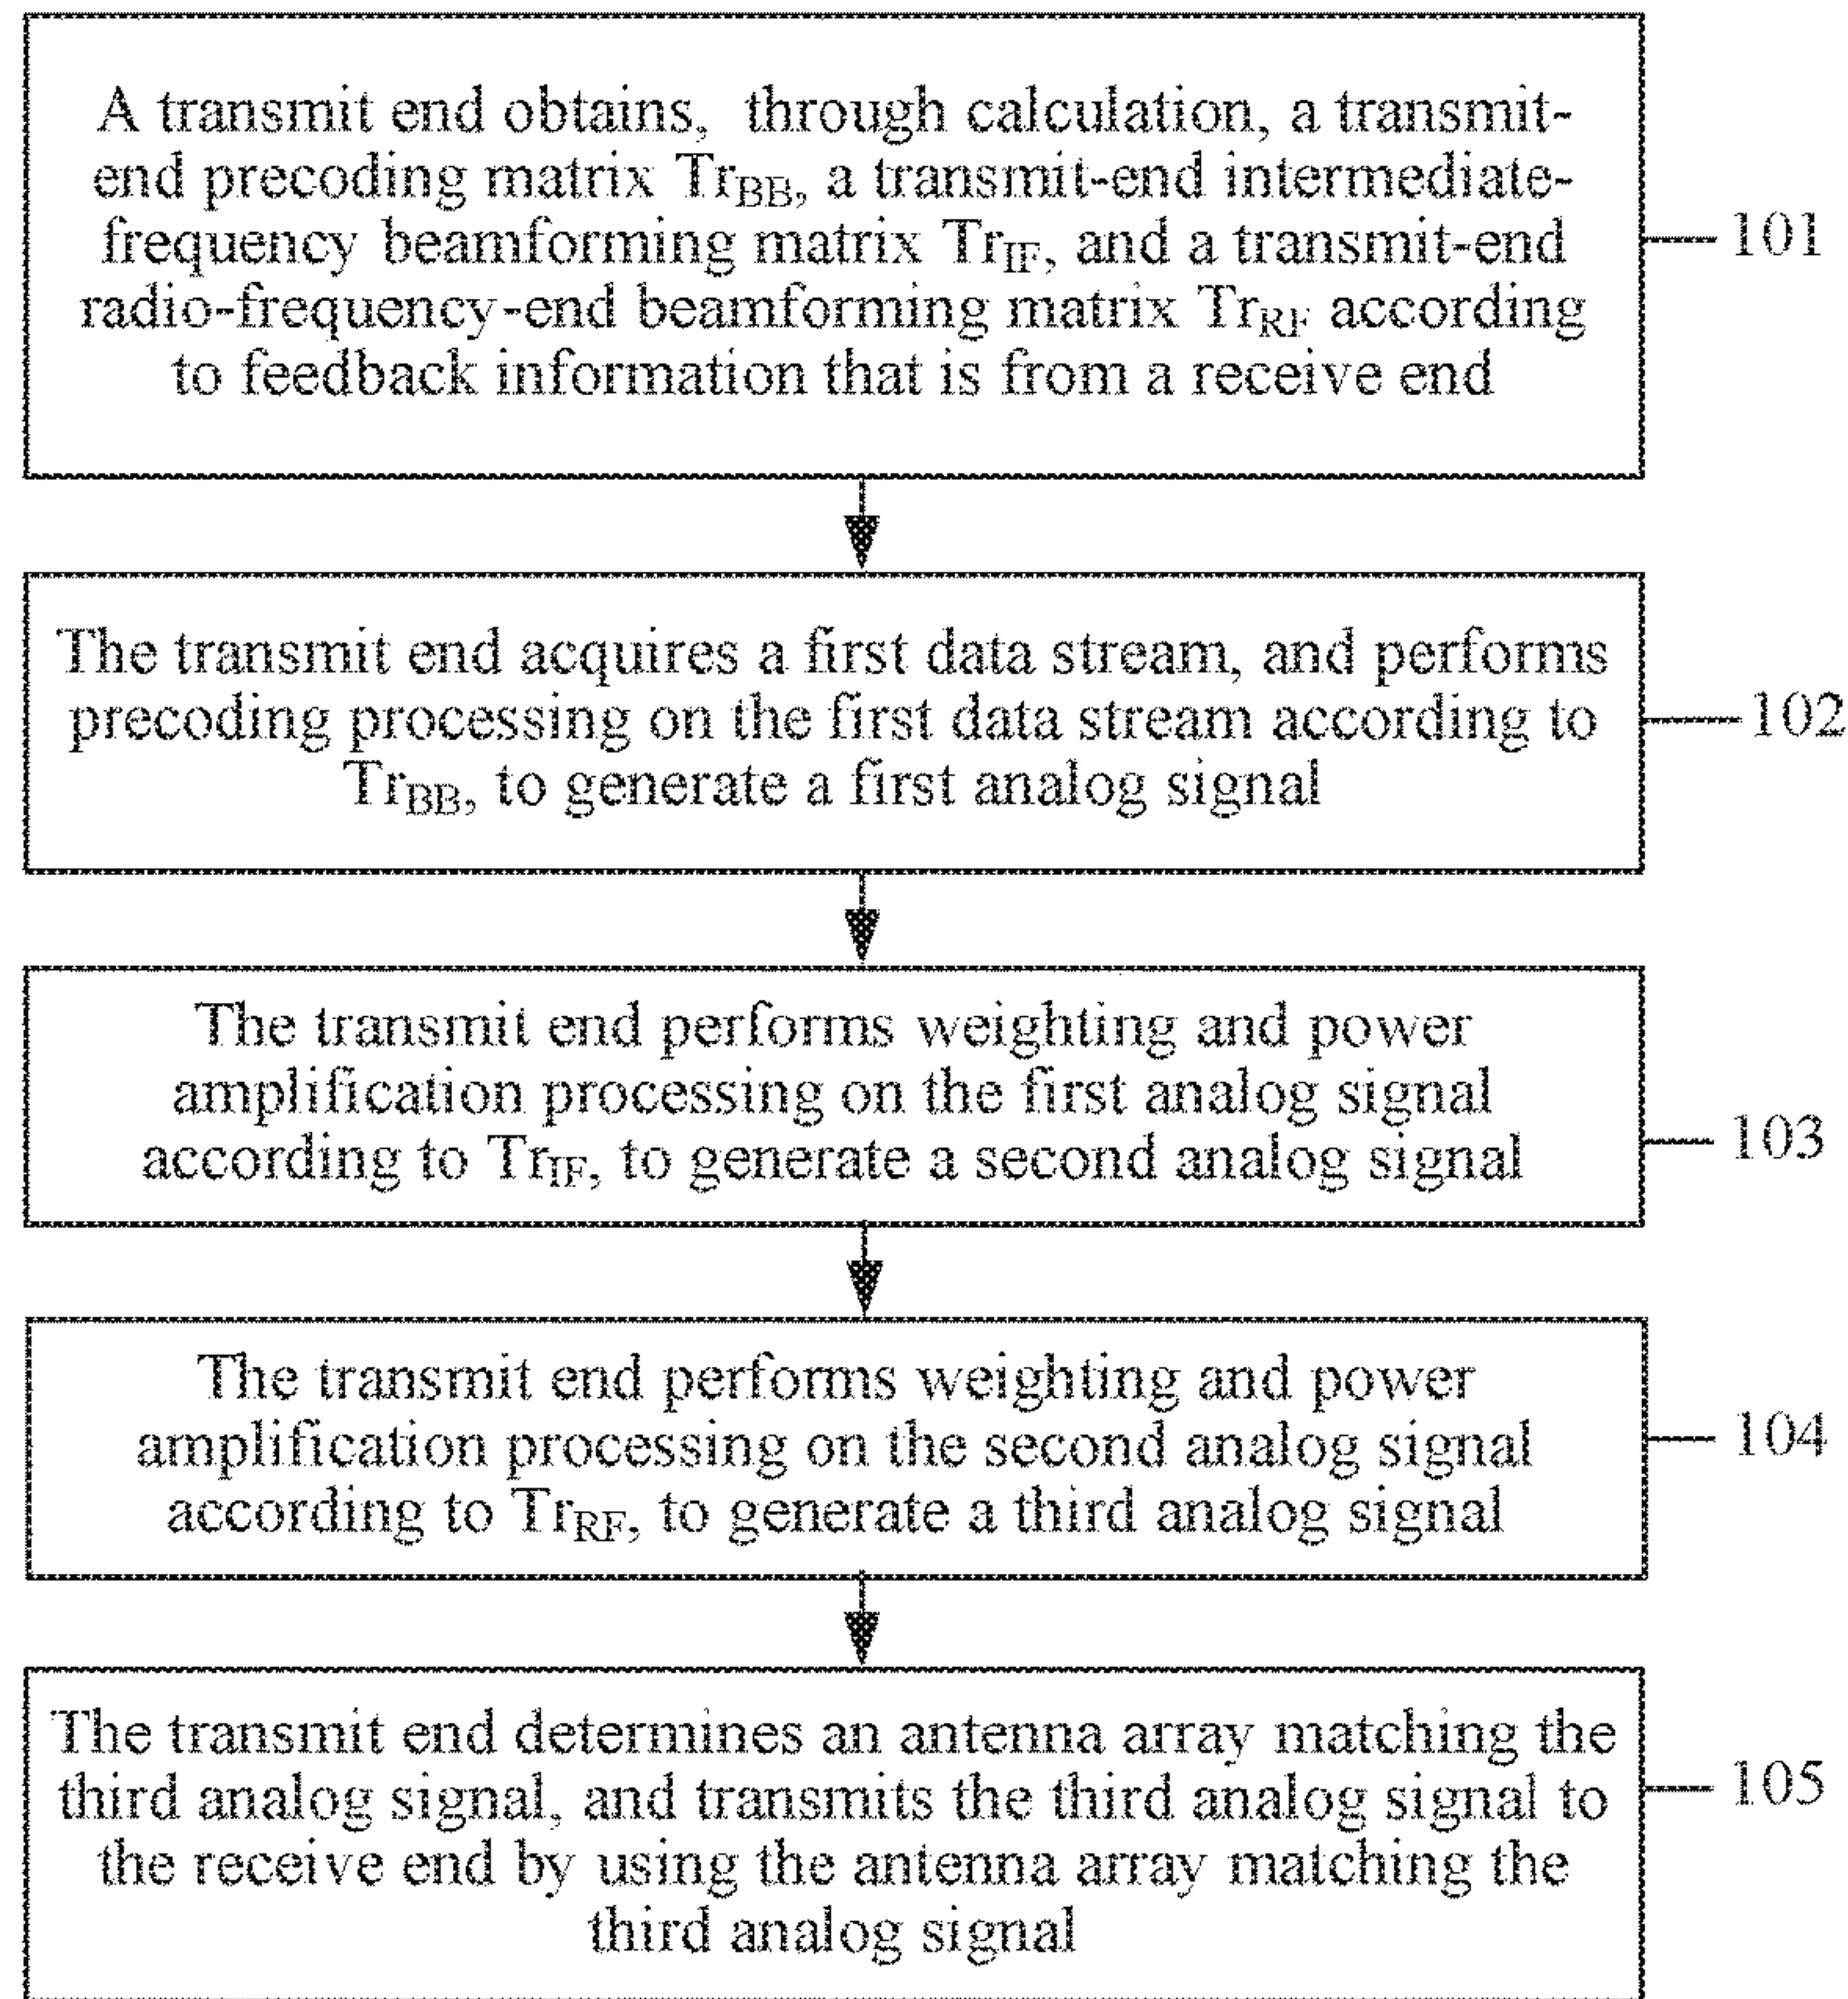 A transmit end obtains, through calculation, a transmit-
end precoding matrix Tr_BB, a transmit-end intermediate-
frequency beamforming matrix Tr_IF, and a transmit-end
radio-frequency-end beamforming matrix Tr_RF according
to feedback information that is from a receive end
101
The transmit end acquires a first data stream, and performs
precoding processing on the first data stream according to
Tr_BB, to generate a first analog signal
102
The transmit end performs weighting and power
amplification processing on the first analog signal
according to Tr_IF, to generate a second analog signal
103
The transmit end performs weighting and power
amplification processing on the second analog signal
according to Tr_RF, to generate a third analog signal
104
The transmit end determines an antenna array matching the
third analog signal, and transmits the third analog signal to
the receive end by using the antenna array matching the
third analog signal
105